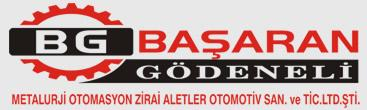 BG BAŞARAN
GÖDENELİ
METALURJİ OTOMASYON ZİRAİ ALETLER OTOMOTİV SAN. ve TİC.LTD.ŞTİ.